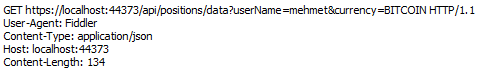 GET https://localhost:44373/api/positions/data?userName=mehmet&currency=BITCOIN HTTP/1.1
User-Agent: Fiddler
Content-Type: application/json
Host: localhost:44373
Content-Length: 134